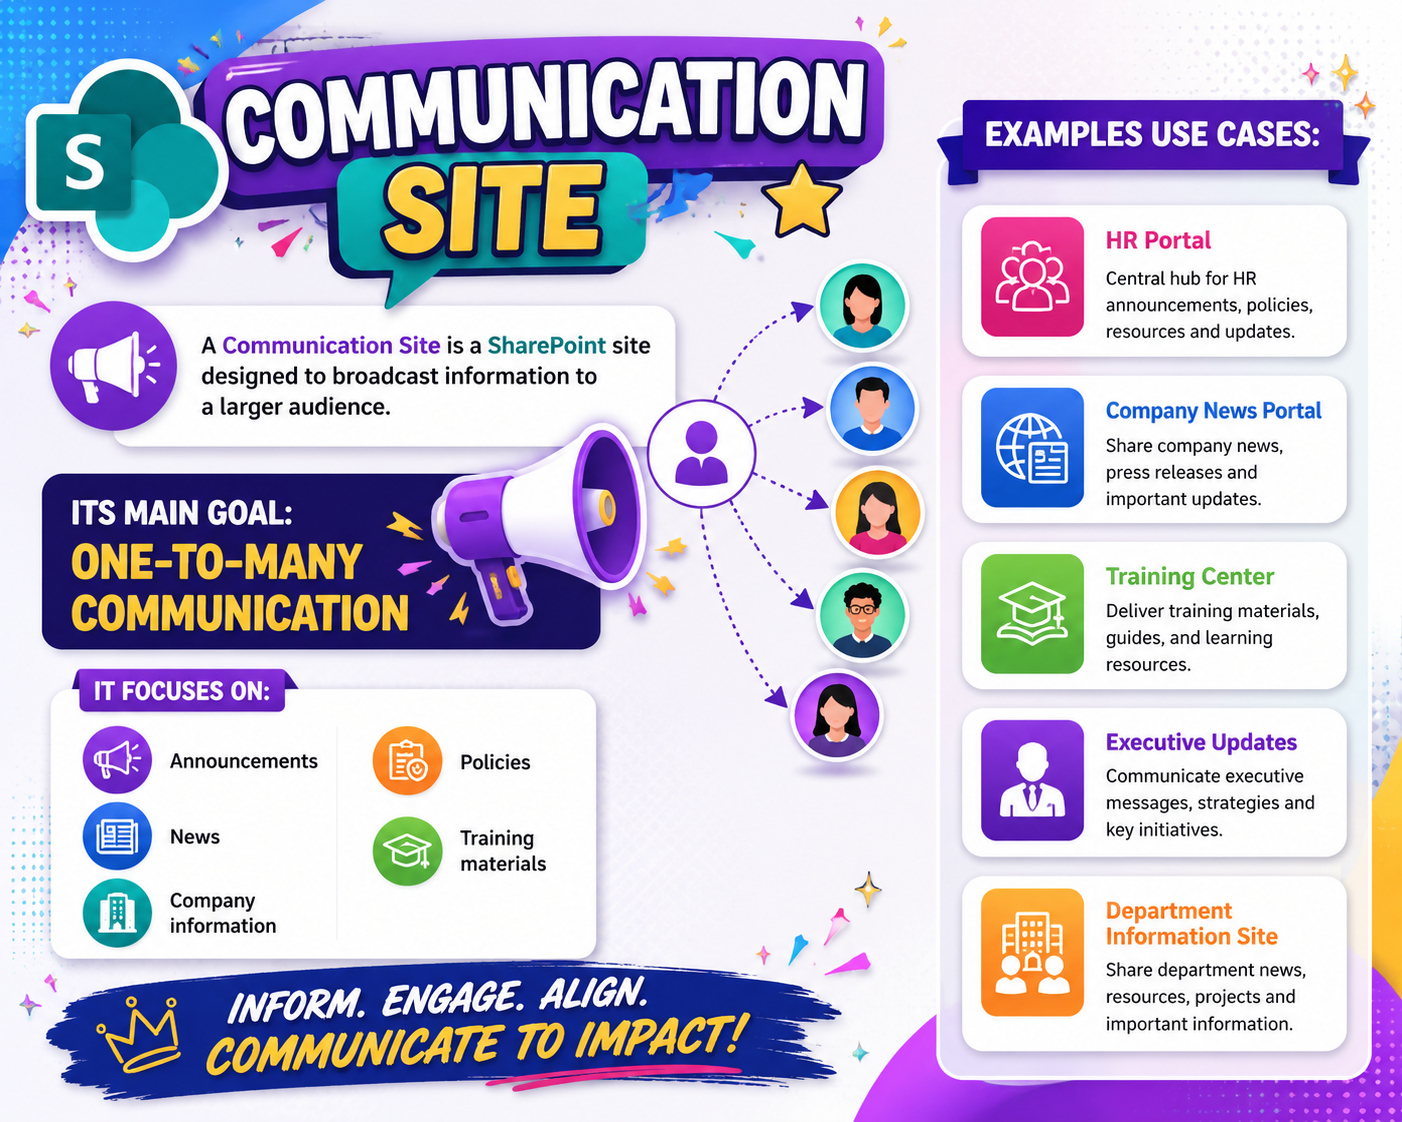 S
COMMUNICATION
SITE
A Communication Site is a SharePoint site
designed to broadcast information to
a larger audience.
ITS MAIN GOAL:
ONE-TO-MANY
COMMUNICATION
IT FOCUSES ON:
Announcements
News
Company
information
Policies
Training
materials
INFORM. ENGAGE. ALIGN.
COMMUNICATE TO IMPACT!
EXAMPLES USE CASES:
HR Portal
Central hub for HR
announcements, policies,
resources and updates.
Company News Portal
Share company news,
press releases and
important updates.
Training Center
Deliver training materials,
guides, and learning
resources.
Executive Updates
Communicate executive
messages, strategies and
key initiatives.
Department
Information Site
Share department news,
resources, projects and
important information.